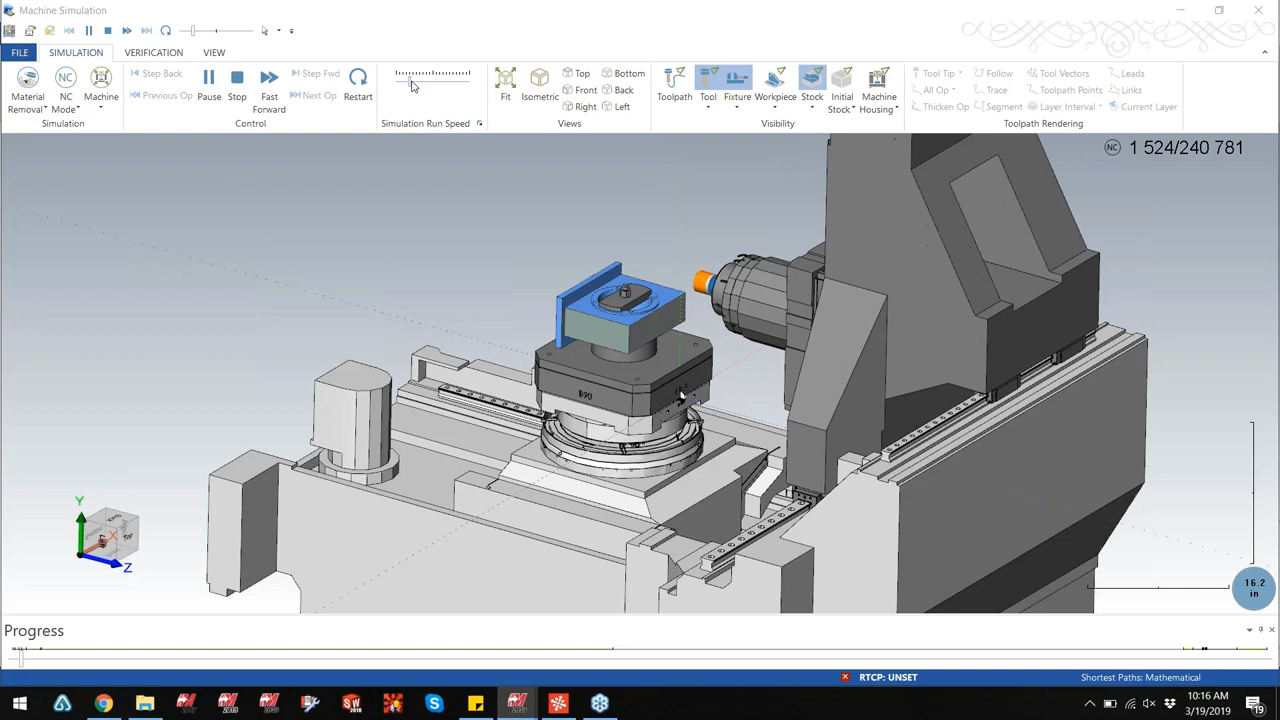 Machine Simulation
FILE SIMULATION VERIFICATION VIEW
Material Removal
NC
NC Mode
Machine
Simulation
Step Back
Previous Op
Pause
Stop
Fast Forward
Step Fwd
Next Op
Restart
Control
Simulation Run Speed
Fit
Isometric
Top
Front
Right
Bottom
Back
Left
Views
Toolpath
Tool
Fixture
Workpiece
Stock
Initial Stock
Machine Housing
Visibility
Tool Tip
All Op
Thicken Op
Follow
Trace
Segment
Tool Vectors
Toolpath Points
Layer Interval
Leads
Links
Current Layer
Toolpath Rendering
NC 1 524/240 781
B90
Y
X
Z
16.2 in
Progress
RTCP: UNSET
Shortest Paths: Mathematical
10:16 AM
3/19/2019
19